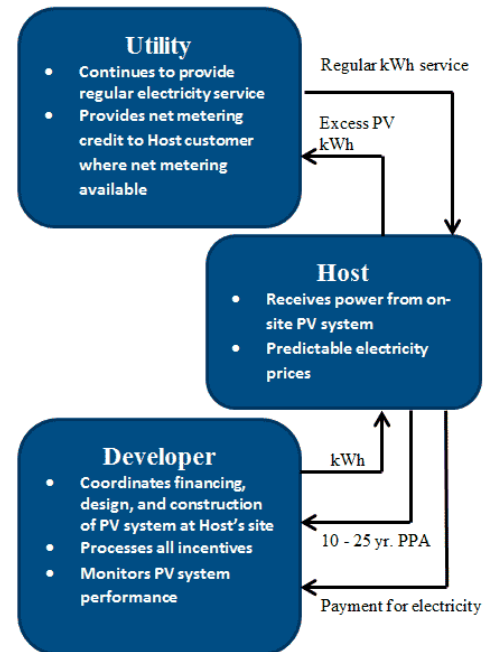 Utility
• Continues to provide
regular electricity service
• Provides net metering
credit to Host customer
where net metering
available
Regular kWh service
Excess PV
kWh
Host
• Receives power from on-
site PV system
• Predictable electricity
prices
Developer
• Coordinates financing,
design, and construction
of PV system at Host's site
• Processes all incentives
• Monitors PV system
performance
kWh
10 - 25 yr. PPA
Payment for electricity